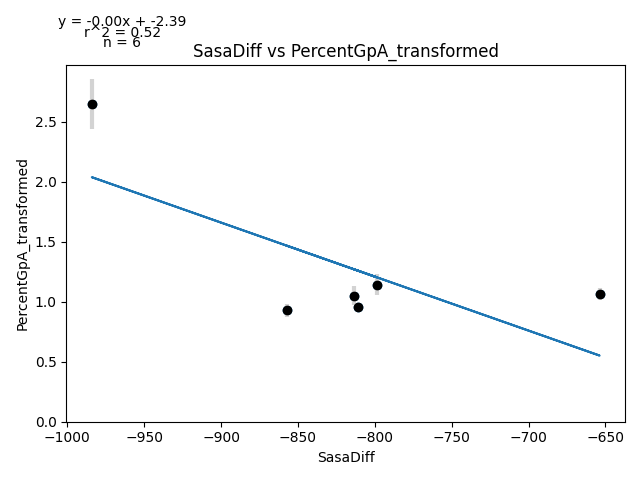 y = -0.00x + -2.39
r^2 = 0.52
n = 6
SasaDiff vs PercentGpA_transformed
PercentGpA_transformed
2.5
2.0
1.5
1.0
0.5
0.0
−1000 −950 −900 −850 −800 −750 −700 −650
SasaDiff